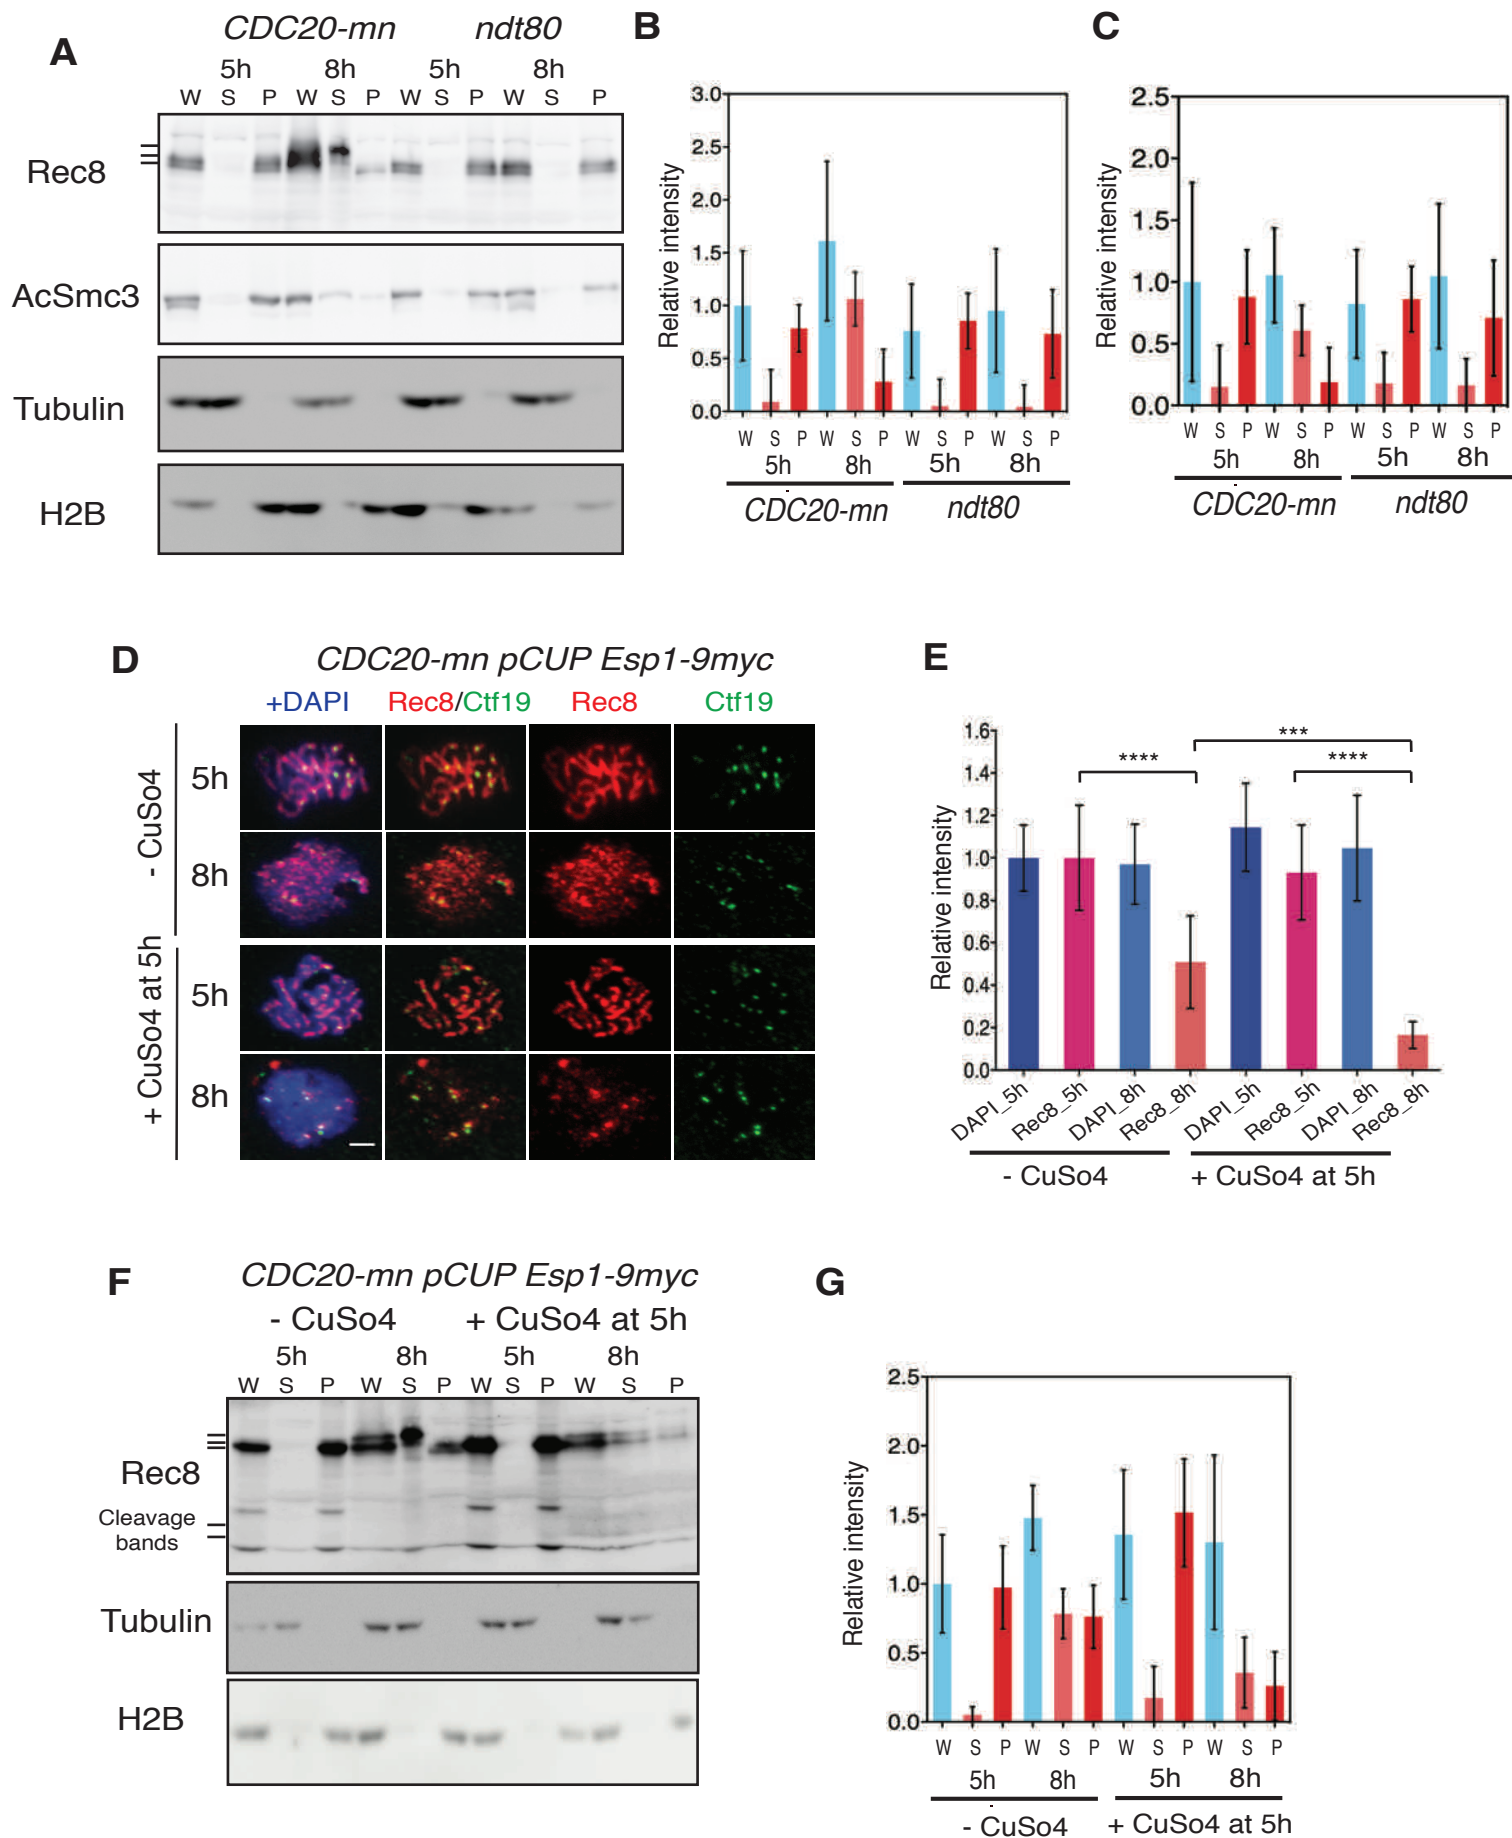 A
CDC20-mn ndt80
5h 8h 5h 8h
W S P W S P W S P W S P
Rec8
AcSmc3
Tubulin
H2B
B
Relative intensity
3.0
2.5
2.0
1.5
1.0
0.5
0.0
W S P W S P W S P W S P
5h 8h 5h 8h
CDC20-mn ndt80
C
Relative intensity
2.5
2.0
1.5
1.0
0.5
0.0
W S P W S P W S P W S P
5h 8h 5h 8h
CDC20-mn ndt80
D
CDC20-mn pCUP Esp1-9myc
+DAPI Rec8/Ctf19 Rec8 Ctf19
- CuSo4
5h
8h
+ CuSo4 at 5h
5h
8h
E
Relative intensity
1.6
1.4
1.2
1.0
0.8
0.6
0.4
0.2
0.0
**** *** ****
DAPI_5h Rec8_5h DAPI_8h Rec8_8h DAPI_5h Rec8_5h DAPI_8h Rec8_8h
- CuSo4 + CuSo4 at 5h
F
CDC20-mn pCUP Esp1-9myc
- CuSo4 + CuSo4 at 5h
5h 8h 5h 8h
W S P W S P W S P W S P
Rec8
Cleavage
bands
Tubulin
H2B
G
Relative intensity
2.5
2.0
1.5
1.0
0.5
0.0
W S P W S P W S P W S P
5h 8h 5h 8h
- CuSo4 + CuSo4 at 5h